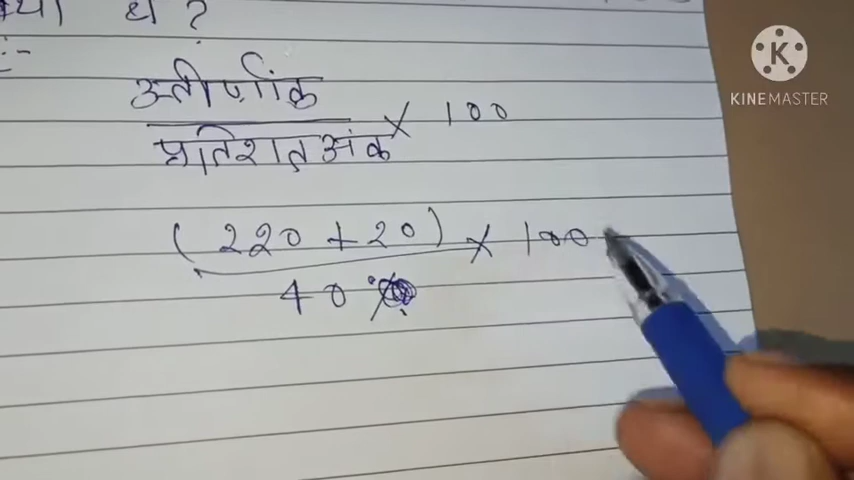 था ?
:-
उत्तीर्णांक
प्रतिशत अंक × 100
(220 + 20) × 100
40
KINEMASTER